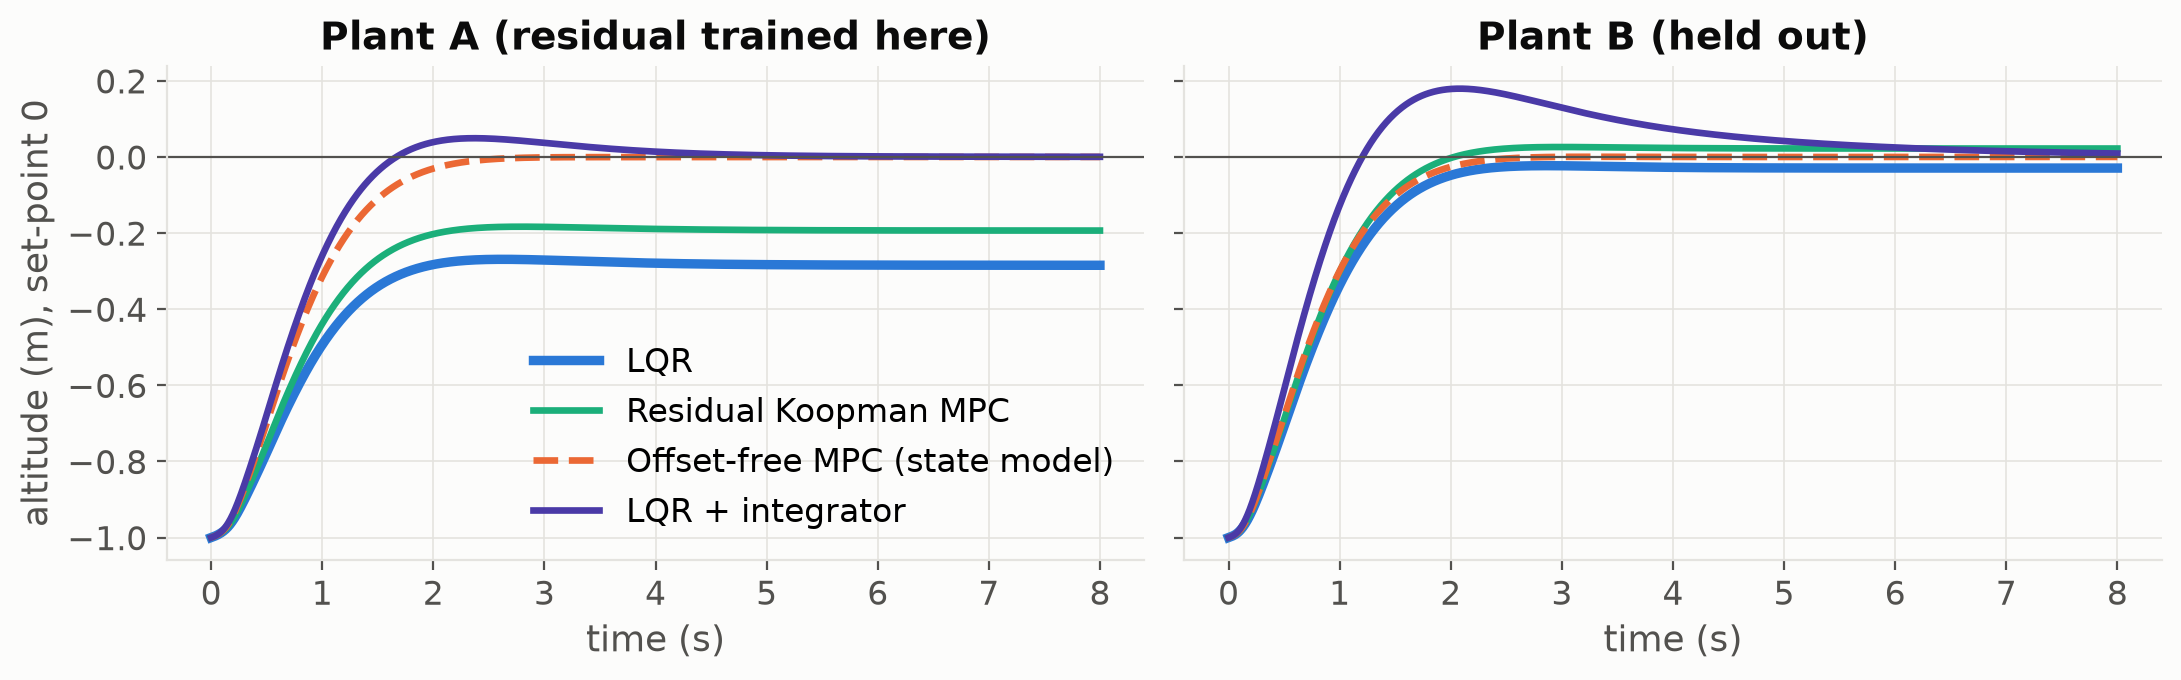 Plant A (residual trained here)
Plant B (held out)
altitude (m), set-point 0
0.2
0.0
−0.2
−0.4
−0.6
−0.8
−1.0
LQR
Residual Koopman MPC
Offset-free MPC (state model)
LQR + integrator
0 1 2 3 4 5 6 7 8
0 1 2 3 4 5 6 7 8
time (s)
time (s)